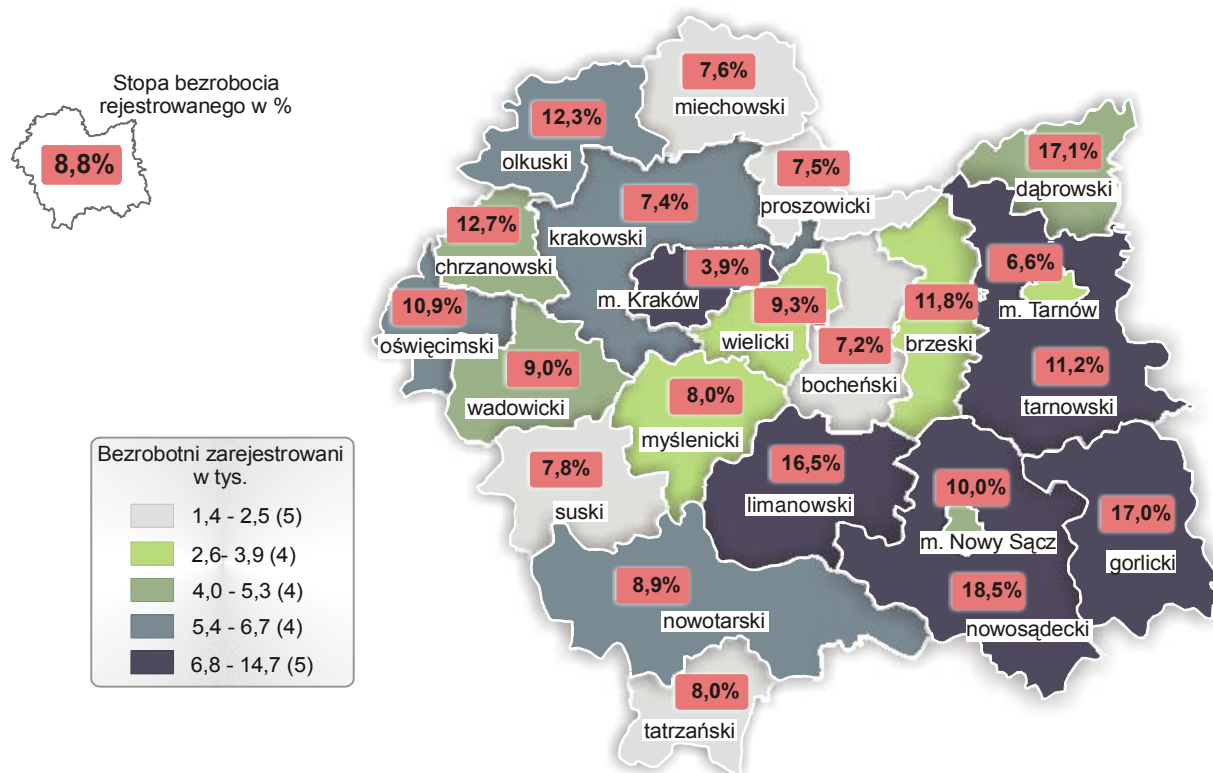 Stopa bezrobocia
rejestrowanego w %
8,8%
7,6%
miechowski
12,3%
olkuski
17,1%
dąbrowski
7,5%
proszowicki
7,4%
krakowski
12,7%
chrzanowski
3,9%
m. Kraków
6,6%
m. Tarnów
10,9%
oświęcimski
9,3%
wielicki
11,8%
brzeski
7,2%
bocheński
9,0%
wadowicki
11,2%
tarnowski
8,0%
myślenicki
7,8%
suski
16,5%
limanowski
10,0%
m. Nowy Sącz
17,0%
gorlicki
18,5%
nowosądecki
8,9%
nowotarski
8,0%
tatrzański
Bezrobotni zarejestrowani
w tys.
1,4 - 2,5 (5)
2,6- 3,9 (4)
4,0 - 5,3 (4)
5,4 - 6,7 (4)
6,8 - 14,7 (5)